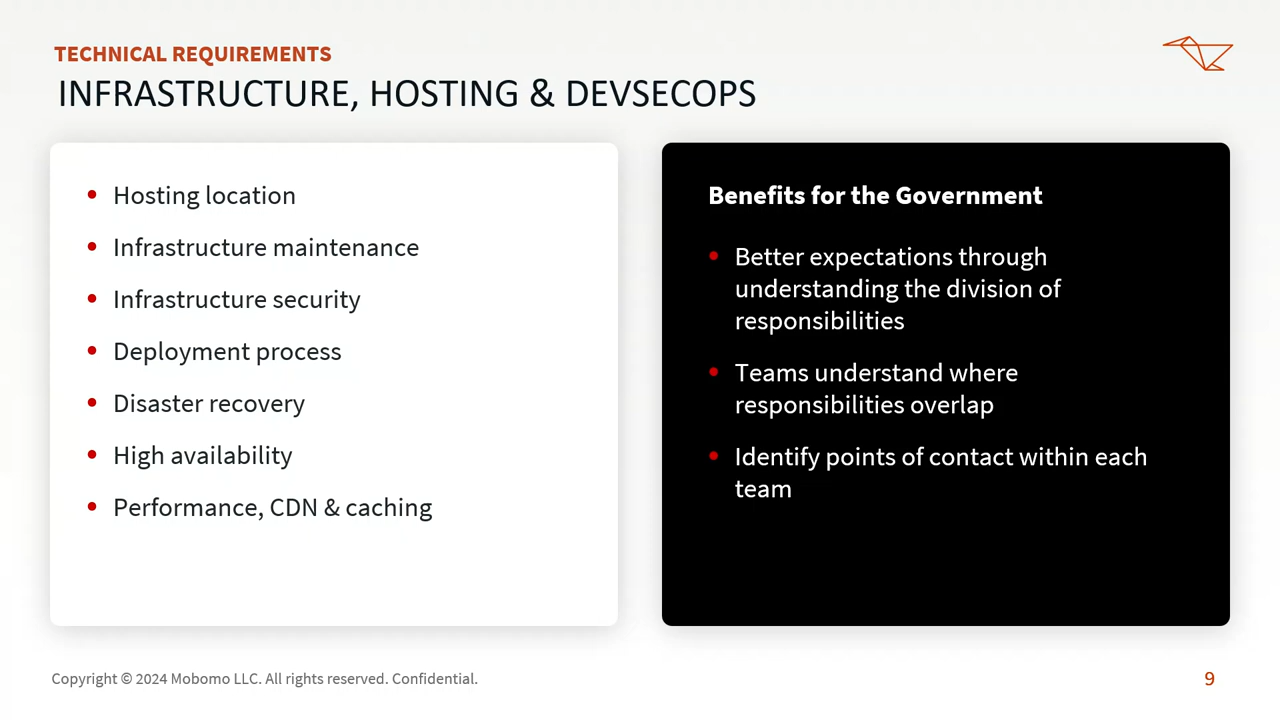 TECHNICAL REQUIREMENTS
INFRASTRUCTURE, HOSTING & DEVSECOPS
• Hosting location
• Infrastructure maintenance
• Infrastructure security
• Deployment process
• Disaster recovery
• High availability
• Performance, CDN & caching
Benefits for the Government
• Better expectations through
understanding the division of
responsibilities
• Teams understand where
responsibilities overlap
• Identify points of contact within each
team
Copyright © 2024 Mobomo LLC. All rights reserved. Confidential.
9